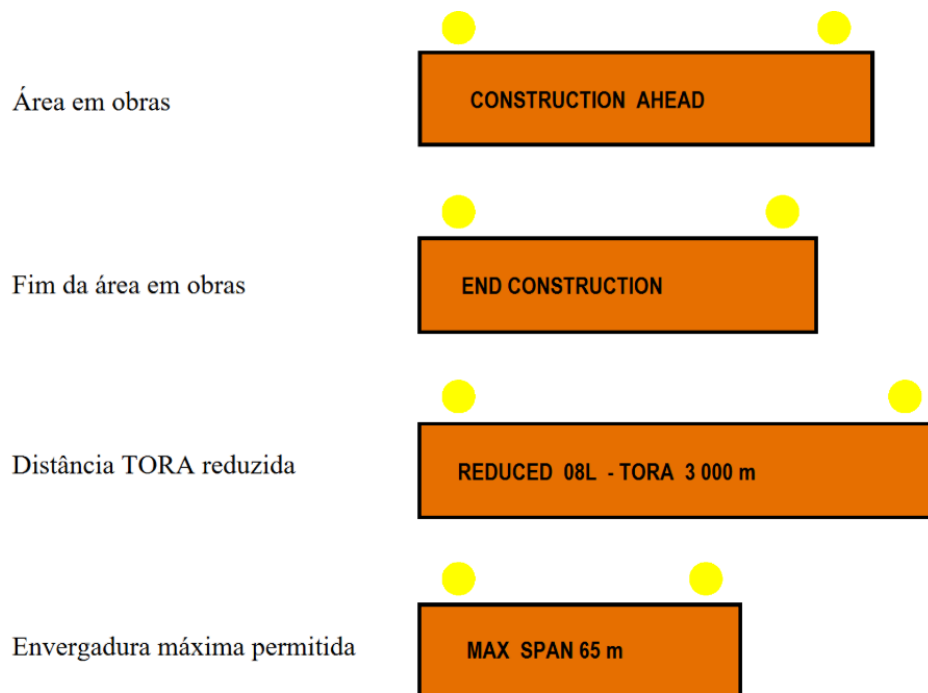 Área em obras
CONSTRUCTION AHEAD
Fim da área em obras
END CONSTRUCTION
Distância TORA reduzida
REDUCED 08L - TORA 3 000 m
Envergadura máxima permitida
MAX SPAN 65 m